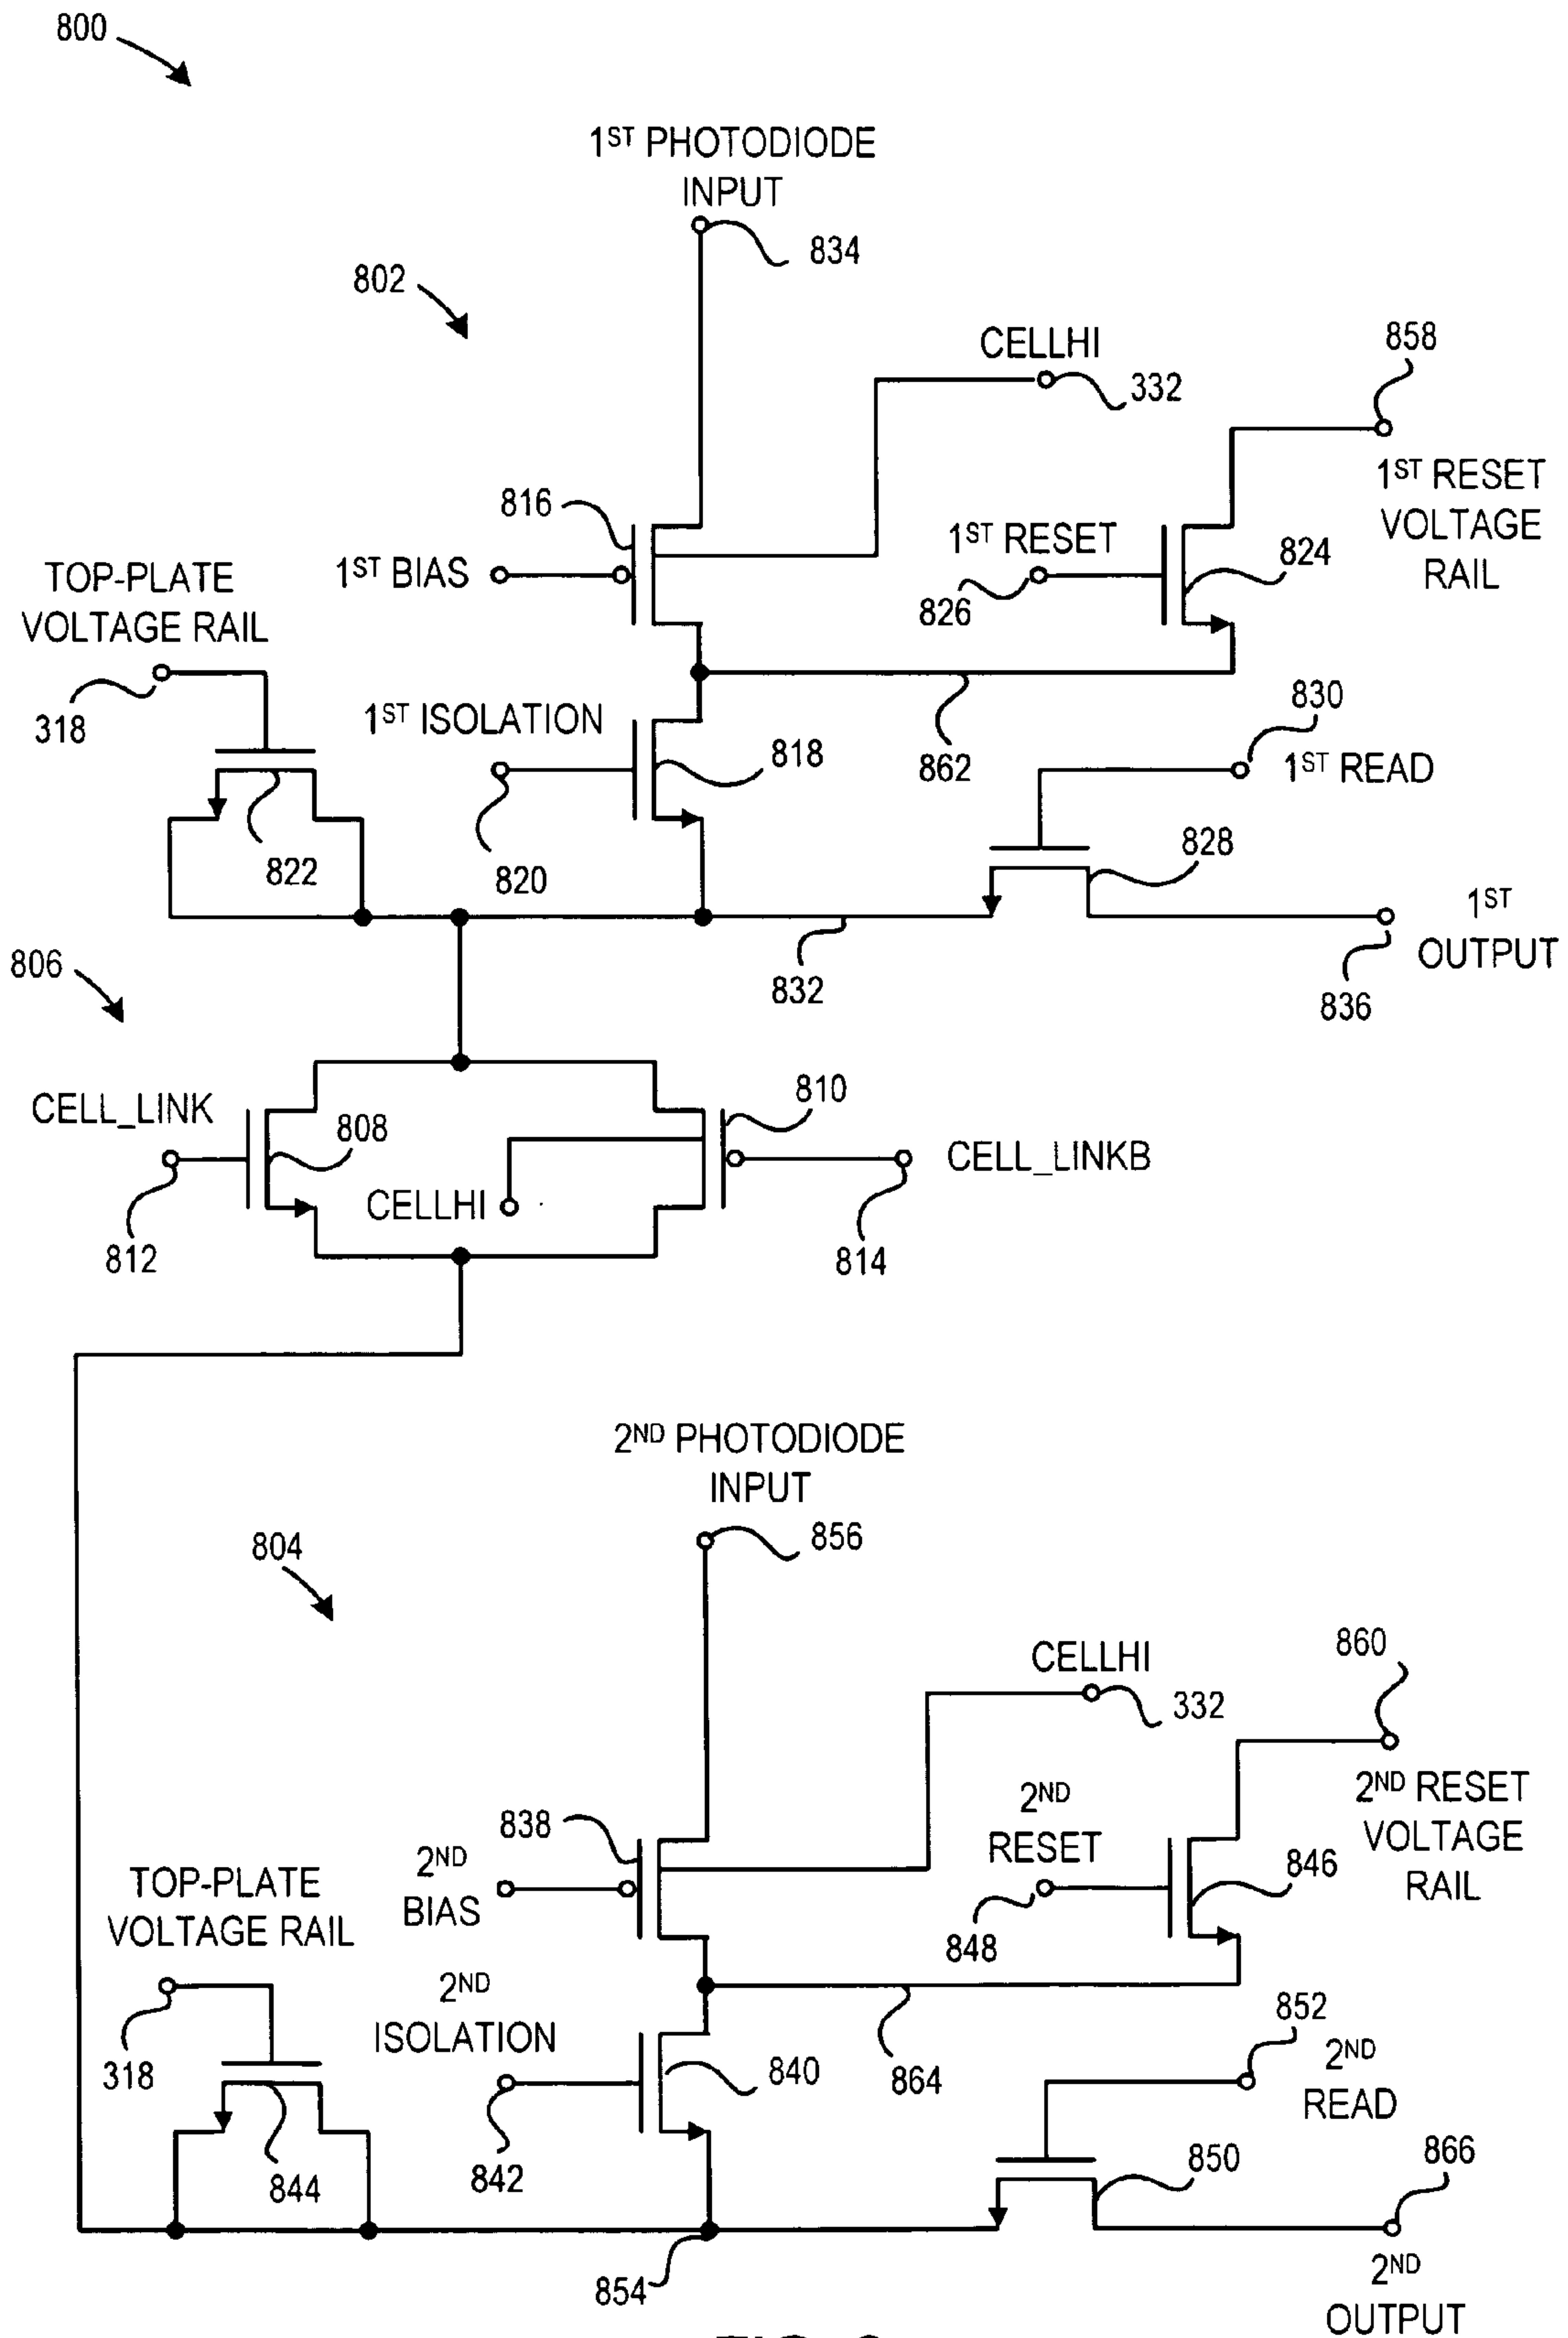 800
1ST PHOTODIODE
INPUT
834
802
CELLHI
332
858
1ST RESET
VOLTAGE
RAIL
816
1ST BIAS
1ST RESET
826
824
TOP-PLATE
VOLTAGE RAIL
318
1ST ISOLATION
818
862
830
1ST READ
822
820
828
1ST
OUTPUT
832
836
806
CELL_LINK
808
810
CELLHI
CELL_LINKB
812
814
2ND PHOTODIODE
INPUT
856
804
CELLHI
332
860
2ND RESET
VOLTAGE
RAIL
838
2ND
BIAS
2ND
RESET
848
846
TOP-PLATE
VOLTAGE RAIL
318
2ND
ISOLATION
840
864
852
2ND
READ
844
842
850
866
854
2ND
OUTPUT